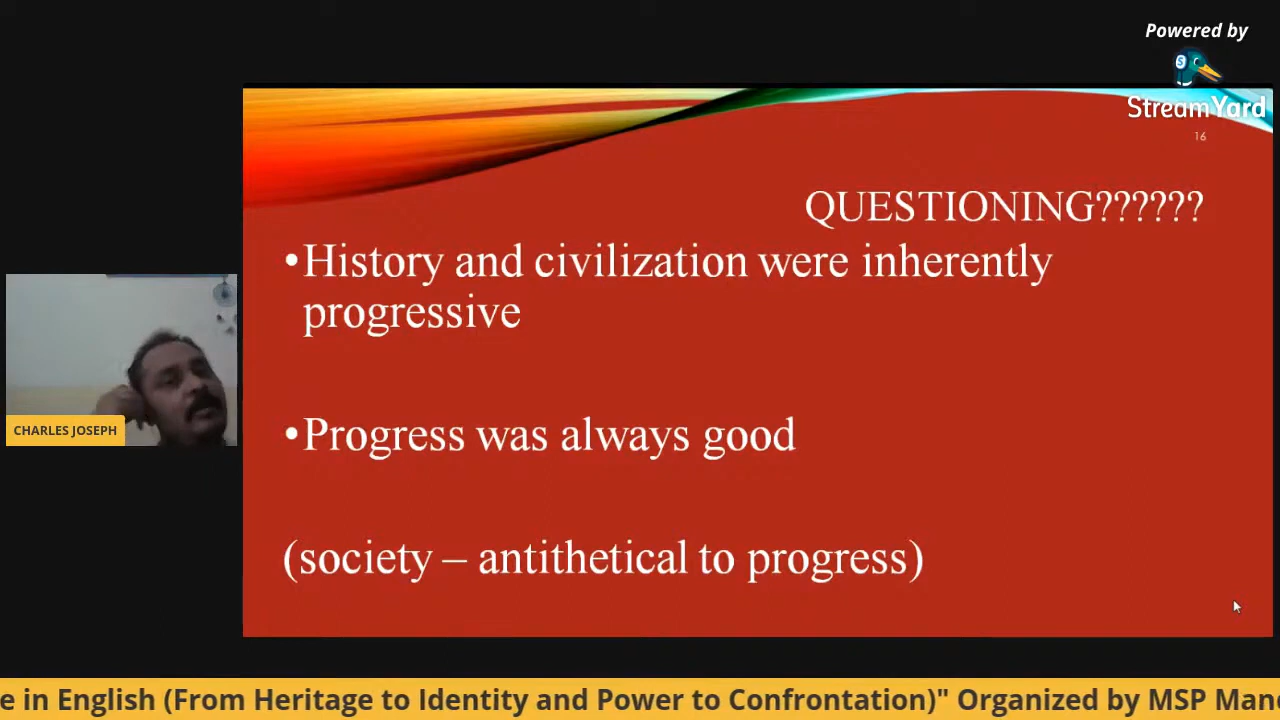 Powered by
StreamYard
16
QUESTIONING??????
•History and civilization were inherently
progressive
•Progress was always good
(society – antithetical to progress)
CHARLES JOSEPH
e in English (From Heritage to Identity and Power to Confrontation)" Organized by MSP Man